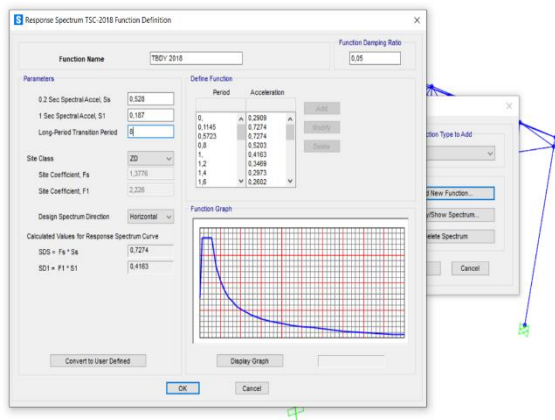 Response Spectrum TSC-2018 Function Definition
Function Name
TBDY 2018
Function Damping Ratio
0,05
Parameters
0.2 Sec Spectral Accel, Ss
0,528
1 Sec Spectral Accel, S1
0,187
Long-Period Transition Period
8
Site Class
ZD
Site Coefficient, Fs
1,3776
Site Coefficient, F1
2,226
Design Spectrum Direction
Horizontal
Calculated Values for Response Spectrum Curve
SDS = Fs * Ss
0,7274
SD1 = F1 * S1
0,4163
Convert to User Defined
Define Function
Period Acceleration
0, 0,2909
0,1145 0,7274
0,5723 0,7274
0,8 0,5203
1, 0,4163
1,2 0,3469
1,4 0,2973
1,6 0,2602
Add
Modify
Delete
Function Graph
Display Graph
OK
Cancel
ction Type to Add
d New Function...
y/Show Spectrum...
elete Spectrum
Cancel